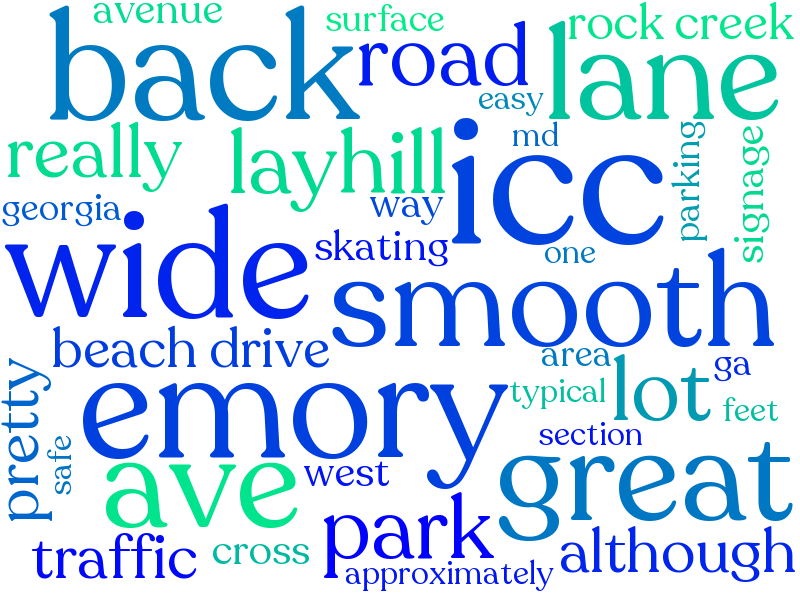 avenue
surface
rock creek
back
road
lane
easy
md
really
layhill
icc
parking
signage
georgia
way
wide
skating
one
smooth
beach drive
area
lot
ga
pretty
emory
typical
feet
safe
section
ave
west
great
park
traffic
cross
although
approximately